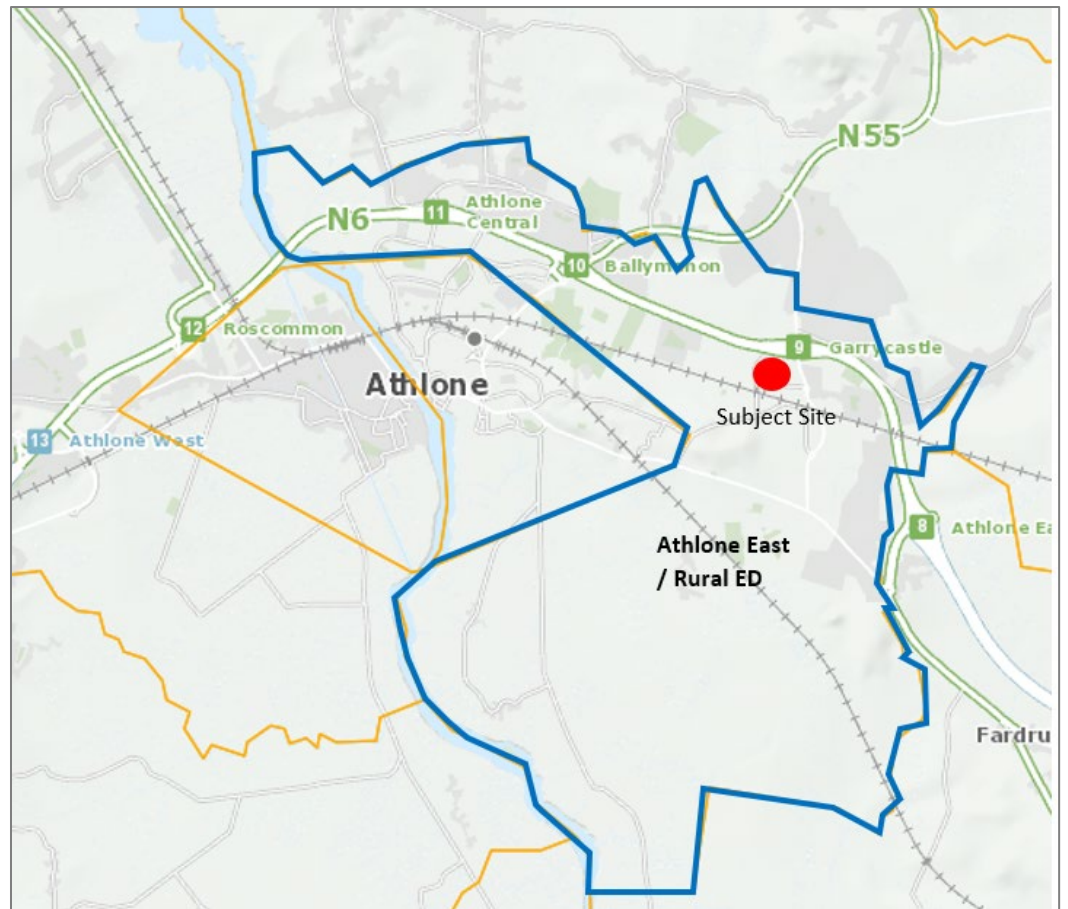 N55
N6
11
Athlone
Central
10
Ballymahon
12
Roscommon
9
Garrycastle
Athlone
Subject Site
13
Athlone West
8
Athlone Ea
Athlone East
/ Rural ED
Fardru